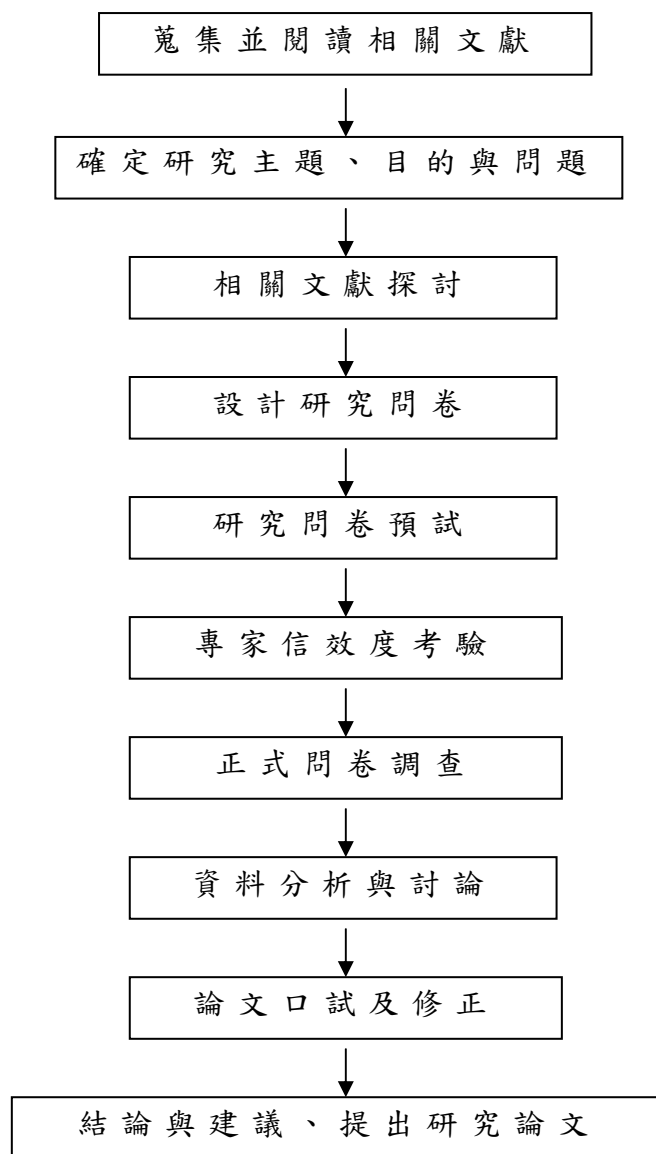 蒐集並閱讀相關文獻
確定研究主題、目的與問題
相關文獻探討
設計研究問卷
研究問卷預試
專家信效度考驗
正式問卷調查
資料分析與討論
論文口試及修正
結論與建議、提出研究論文